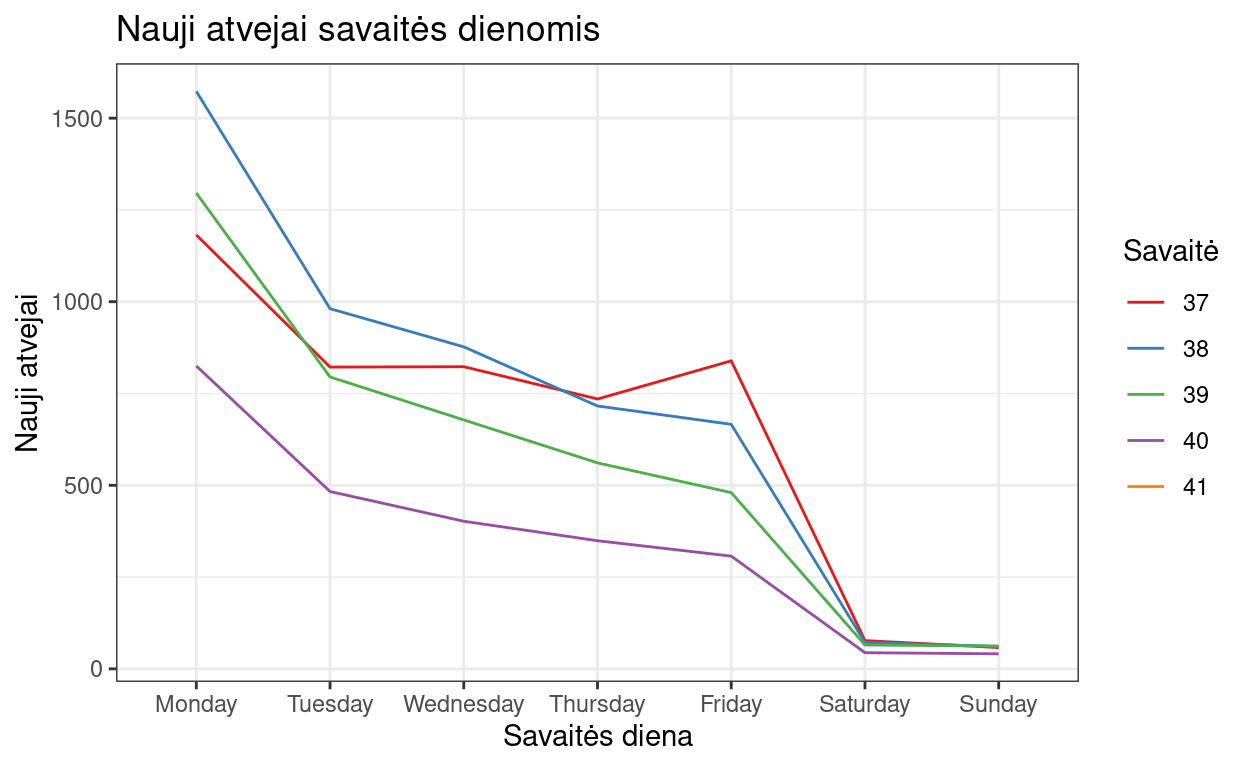 Nauji atvejai savaitės dienomis
Nauji atvejai
1500
1000
500
0
Monday Tuesday Wednesday Thursday Friday Saturday Sunday
Savaitės diena
Savaitė
37
38
39
40
41